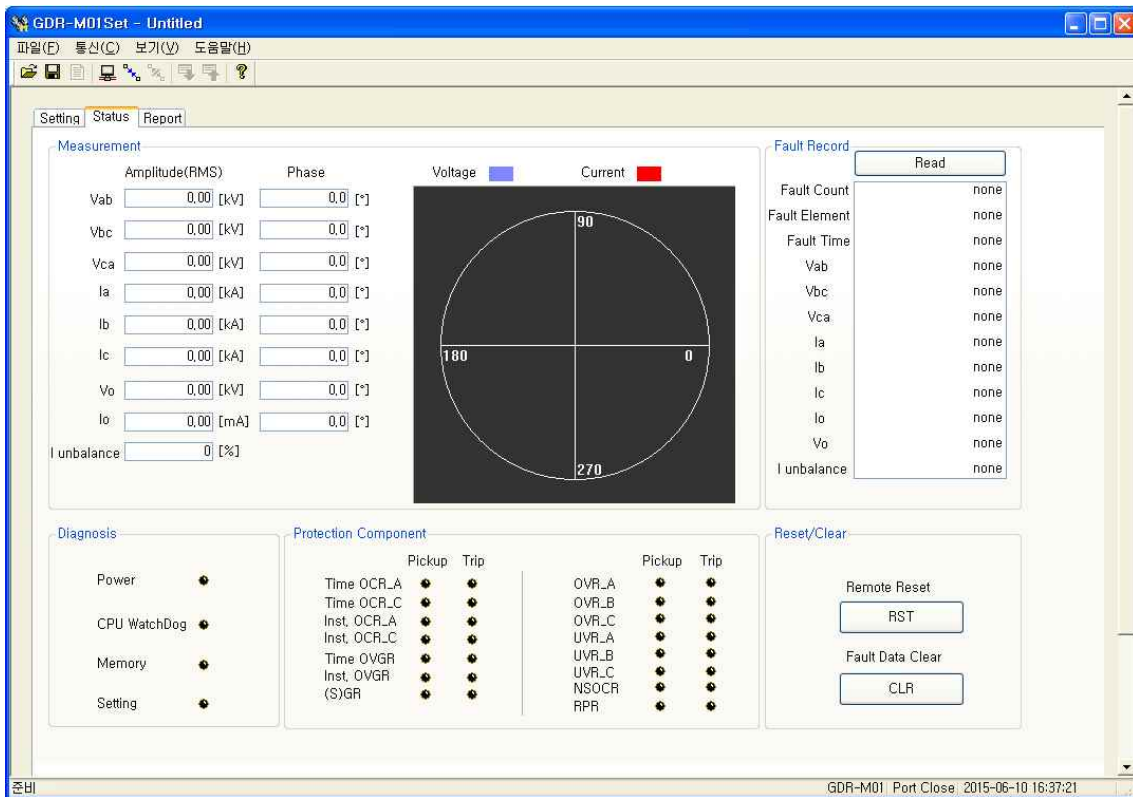 GDR-M01Set - Untitled
파일(F) 통신(C) 보기(V) 도움말(H)
Setting Status Report
Measurement
Amplitude(RMS) Phase
Vab 0,00 [kV] 0,0 [°]
Vbc 0,00 [kV] 0,0 [°]
Vca 0,00 [kV] 0,0 [°]
Ia 0,00 [kA] 0,0 [°]
Ib 0,00 [kA] 0,0 [°]
Ic 0,00 [kA] 0,0 [°]
Vo 0,00 [kV] 0,0 [°]
Io 0,00 [mA] 0,0 [°]
I unbalance 0 [%]
Voltage Current
90
180 0
270
Fault Record
Read
Fault Count none
Fault Element none
Fault Time none
Vab none
Vbc none
Vca none
Ia none
Ib none
Ic none
Io none
Vo none
I unbalance none
Diagnosis
Power
CPU WatchDog
Memory
Setting
Protection Component
Pickup Trip
Time OCR_A
Time OCR_C
Inst, OCR_A
Inst, OCR_C
Time OVGR
Inst, OVGR
(S)GR
Pickup Trip
OVR_A
OVR_B
OVR_C
UVR_A
UVR_B
UVR_C
NSOCR
RPR
Reset/Clear
Remote Reset
RST
Fault Data Clear
CLR
준비 GDR-M01 Port Close 2015-06-10 16:37:21